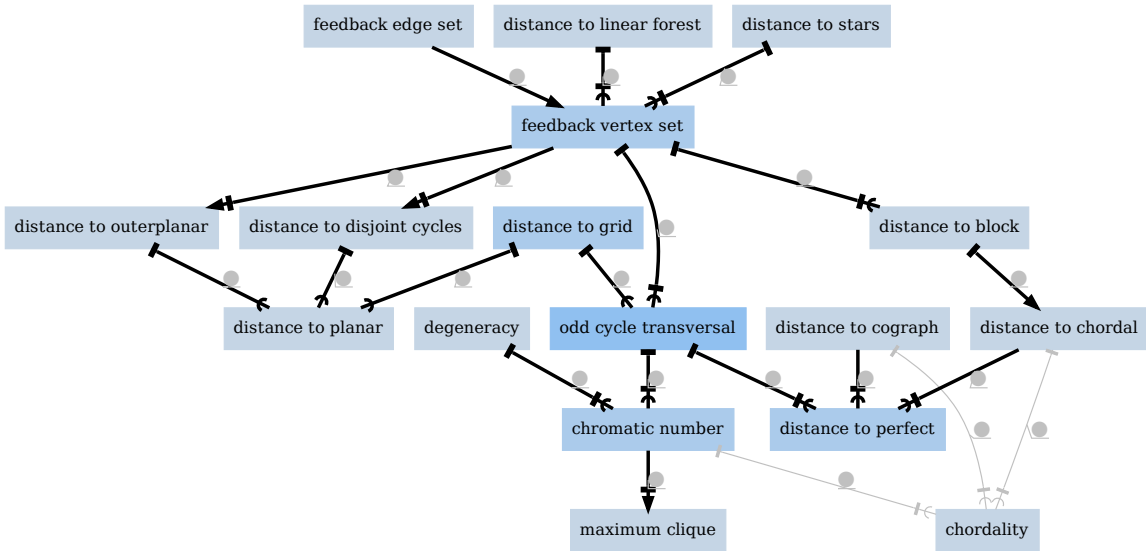 feedback edge set
distance to linear forest
distance to stars
feedback vertex set
distance to outerplanar
distance to disjoint cycles
distance to grid
distance to block
distance to planar
degeneracy
odd cycle transversal
distance to cograph
distance to chordal
chromatic number
distance to perfect
maximum clique
chordality